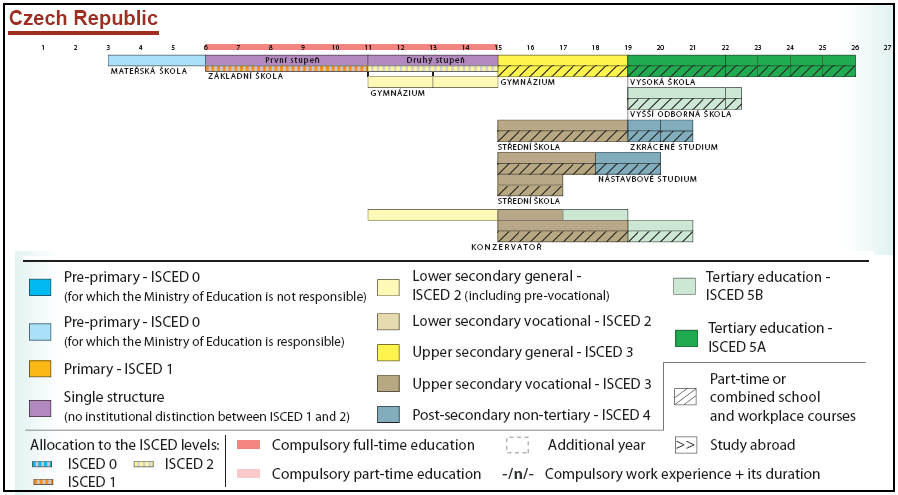 Czech Republic
1 2 3 4 5 6 7 8 9 10 11 12 13 14 15 16 17 18 19 20 21 22 23 24 25 26 27
První stupeň Druhý stupeň
MATEŘSKÁ ŠKOLA ZÁKLADNÍ ŠKOLA GYMNÁZIUM VYSOKÁ ŠKOLA
GYMNÁZIUM
VYŠŠÍ ODBORNÁ ŠKOLA
STŘEDNÍ ŠKOLA ZKRÁCENÉ STUDIUM
NÁSTAVBOVÉ STUDIUM
STŘEDNÍ ŠKOLA
KONZERVATOŘ
Pre-primary - ISCED 0
(for which the Ministry of Education is not responsible)
Pre-primary - ISCED 0
(for which the Ministry of Education is responsible)
Primary - ISCED 1
Single structure
(no institutional distinction between ISCED 1 and 2)
Lower secondary general -
ISCED 2 (including pre-vocational)
Lower secondary vocational - ISCED 2
Upper secondary general - ISCED 3
Upper secondary vocational - ISCED 3
Post-secondary non-tertiary - ISCED 4
Tertiary education -
ISCED 5B
Tertiary education -
ISCED 5A
Part-time or
combined school
and workplace courses
Allocation to the ISCED levels:
ISCED 0 ISCED 2
ISCED 1
Compulsory full-time education
Compulsory part-time education
Additional year
-/n/- Compulsory work experience + its duration
>> Study abroad